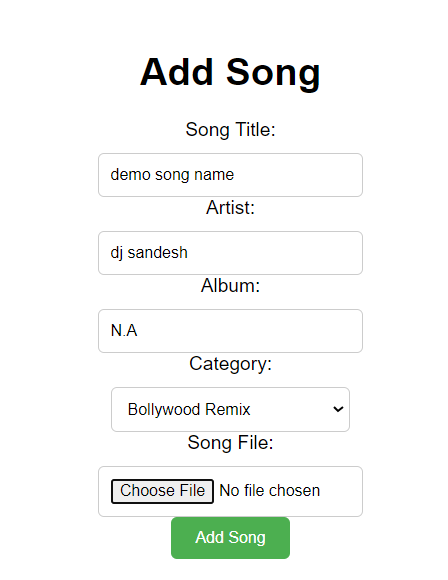 Add Song
Song Title:
demo song name
Artist:
dj sandesh
Album:
N.A
Category:
Bollywood Remix
Song File:
Choose File No file chosen
Add Song